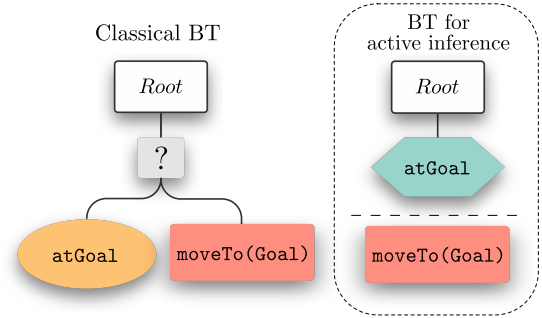 Classical BT
Root
?
atGoal
moveTo(Goal)
BT for
active inference
Root
atGoal
moveTo(Goal)